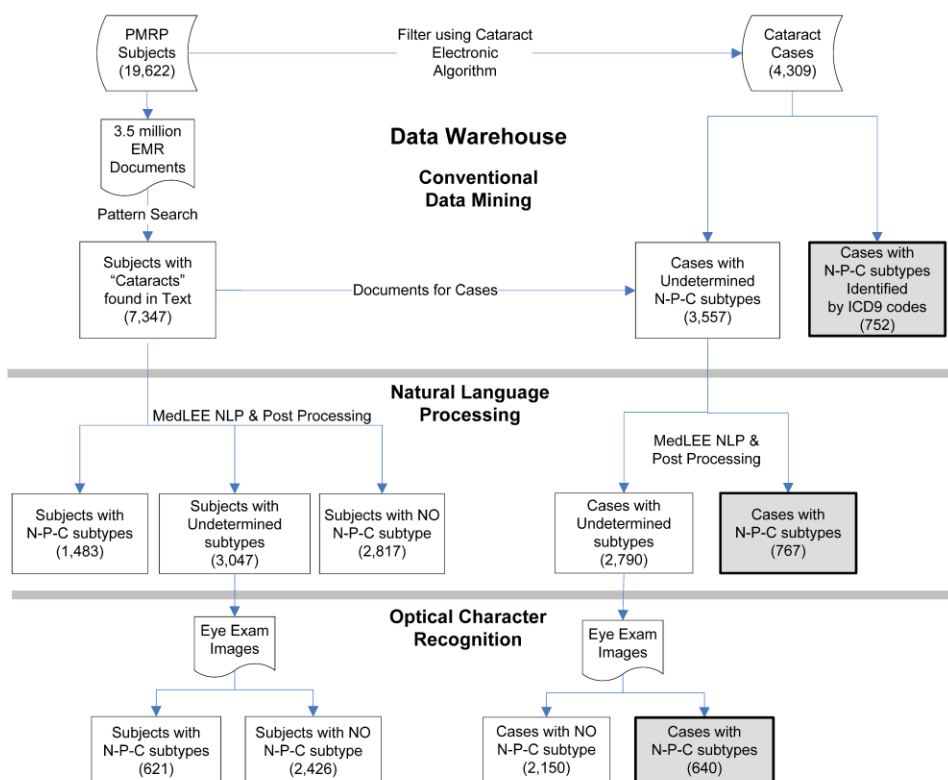 PMRP
Subjects
(19,622)
Filter using Cataract
Electronic
Algorithm
Cataract
Cases
(4,309)
3.5 million
EMR
Documents
Data Warehouse
Conventional
Data Mining
Pattern Search
Subjects with
“Cataracts”
found in Text
(7,347)
Documents for Cases
Cases with
Undetermined
N-P-C subtypes
(3,557)
Cases with
N-P-C subtypes
Identified
by ICD9 codes
(752)
Natural Language
Processing
MedLEE NLP & Post Processing
MedLEE NLP &
Post Processing
Subjects with
N-P-C subtypes
(1,483)
Subjects with
Undetermined
subtypes
(3,047)
Subjects with NO
N-P-C subtype
(2,817)
Cases with
Undetermined
subtypes
(2,790)
Cases with
N-P-C subtypes
(767)
Optical Character
Recognition
Eye Exam
Images
Eye Exam
Images
Subjects with
N-P-C subtypes
(621)
Subjects with NO
N-P-C subtype
(2,426)
Cases with NO
N-P-C subtype
(2,150)
Cases with
N-P-C subtypes
(640)